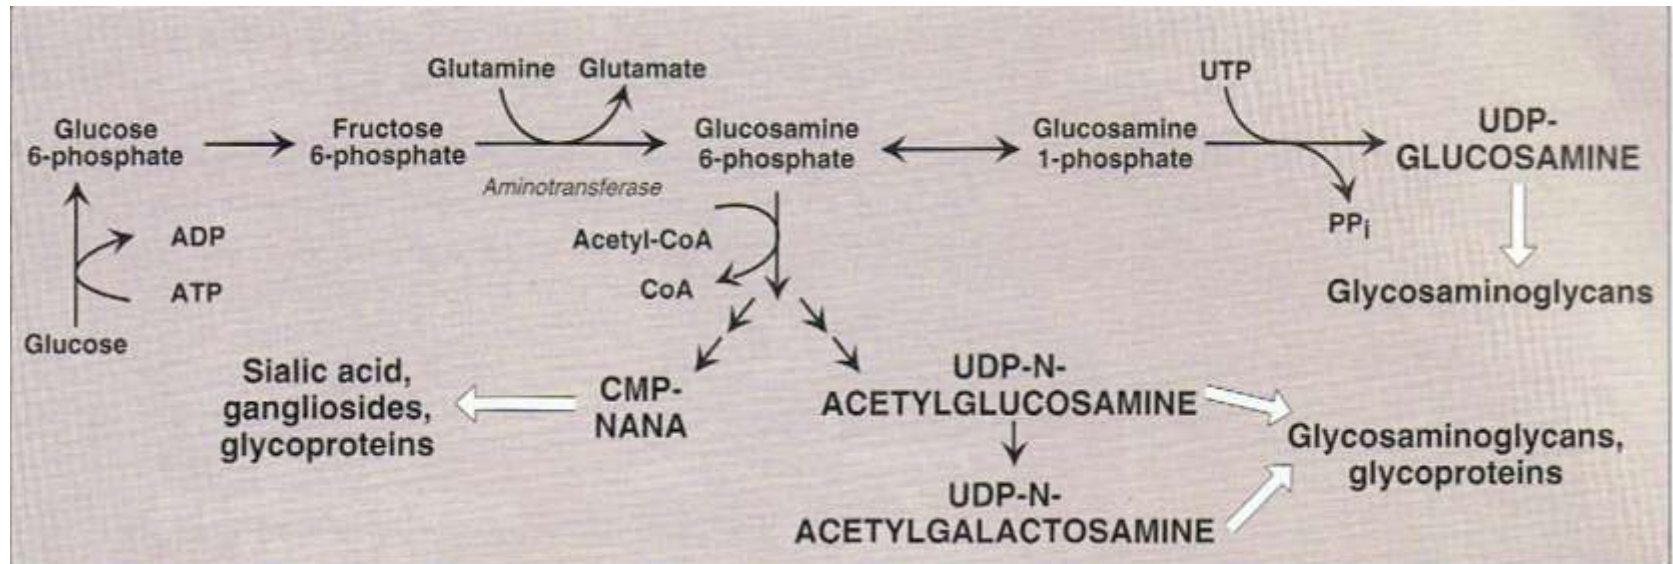 Glutamine Glutamate
UTP
Glucose
6-phosphate
Fructose
6-phosphate
Glucosamine
6-phosphate
Glucosamine
1-phosphate
UDP-
GLUCOSAMINE
Aminotransferase
PPi
ADP
ATP
Glucose
Acetyl-CoA
CoA
Glycosaminoglycans
Sialic acid,
gangliosides,
glycoproteins
CMP-
NANA
UDP-N-
ACETYLGLUCOSAMINE
Glycosaminoglycans,
glycoproteins
UDP-N-
ACETYLGALACTOSAMINE